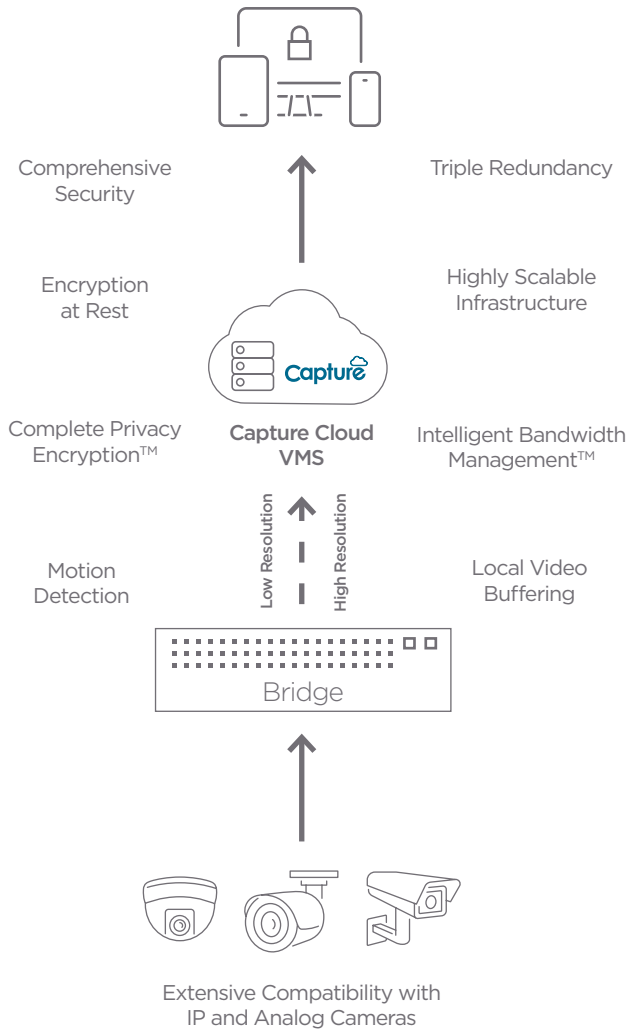 Comprehensive
Security
Triple Redundancy
Encryption
at Rest
Highly Scalable
Infrastructure
Capture
Complete Privacy
Encryption™
Capture Cloud
VMS
Intelligent Bandwidth
Management™
Motion
Detection
Low Resolution
High Resolution
Local Video
Buffering
Bridge
Extensive Compatibility with
IP and Analog Cameras